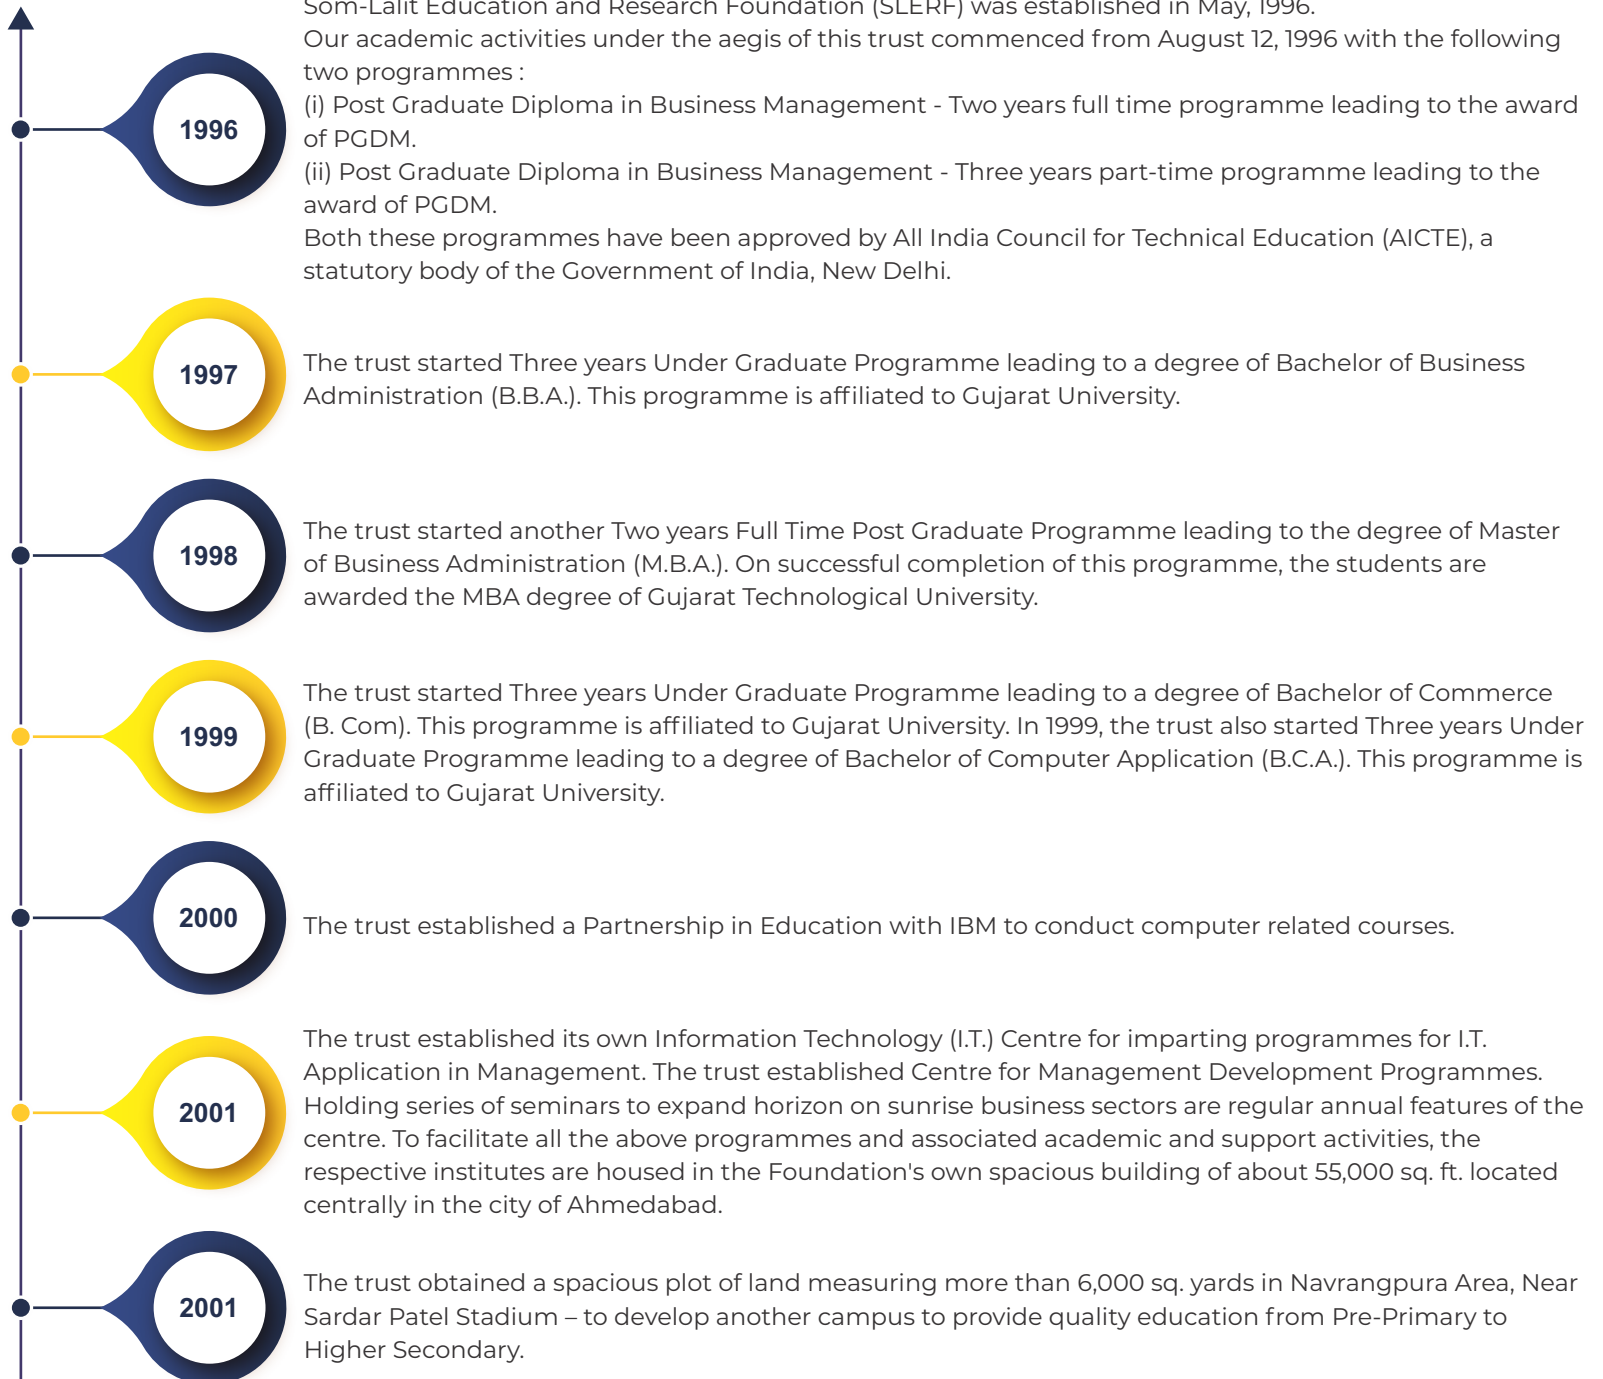 Som-Lalit Education and Research Foundation (SLERF) was established in May, 1996.
Our academic activities under the aegis of this trust commenced from August 12, 1996 with the following
two programmes :
(i) Post Graduate Diploma in Business Management - Two years full time programme leading to the award
of PGDM.
(ii) Post Graduate Diploma in Business Management - Three years part-time programme leading to the
award of PGDM.
Both these programmes have been approved by All India Council for Technical Education (AICTE), a
statutory body of the Government of India, New Delhi.
1996
The trust started Three years Under Graduate Programme leading to a degree of Bachelor of Business
Administration (B.B.A.). This programme is affiliated to Gujarat University.
1997
The trust started another Two years Full Time Post Graduate Programme leading to the degree of Master
of Business Administration (M.B.A.). On successful completion of this programme, the students are
awarded the MBA degree of Gujarat Technological University.
1998
The trust started Three years Under Graduate Programme leading to a degree of Bachelor of Commerce
(B. Com). This programme is affiliated to Gujarat University. In 1999, the trust also started Three years Under
Graduate Programme leading to a degree of Bachelor of Computer Application (B.C.A.). This programme is
affiliated to Gujarat University.
1999
The trust established a Partnership in Education with IBM to conduct computer related courses.
2000
The trust established its own Information Technology (I.T.) Centre for imparting programmes for I.T.
Application in Management. The trust established Centre for Management Development Programmes.
Holding series of seminars to expand horizon on sunrise business sectors are regular annual features of the
centre. To facilitate all the above programmes and associated academic and support activities, the
respective institutes are housed in the Foundation's own spacious building of about 55,000 sq. ft. located
centrally in the city of Ahmedabad.
2001
The trust obtained a spacious plot of land measuring more than 6,000 sq. yards in Navrangpura Area, Near
Sardar Patel Stadium – to develop another campus to provide quality education from Pre-Primary to
Higher Secondary.
2001